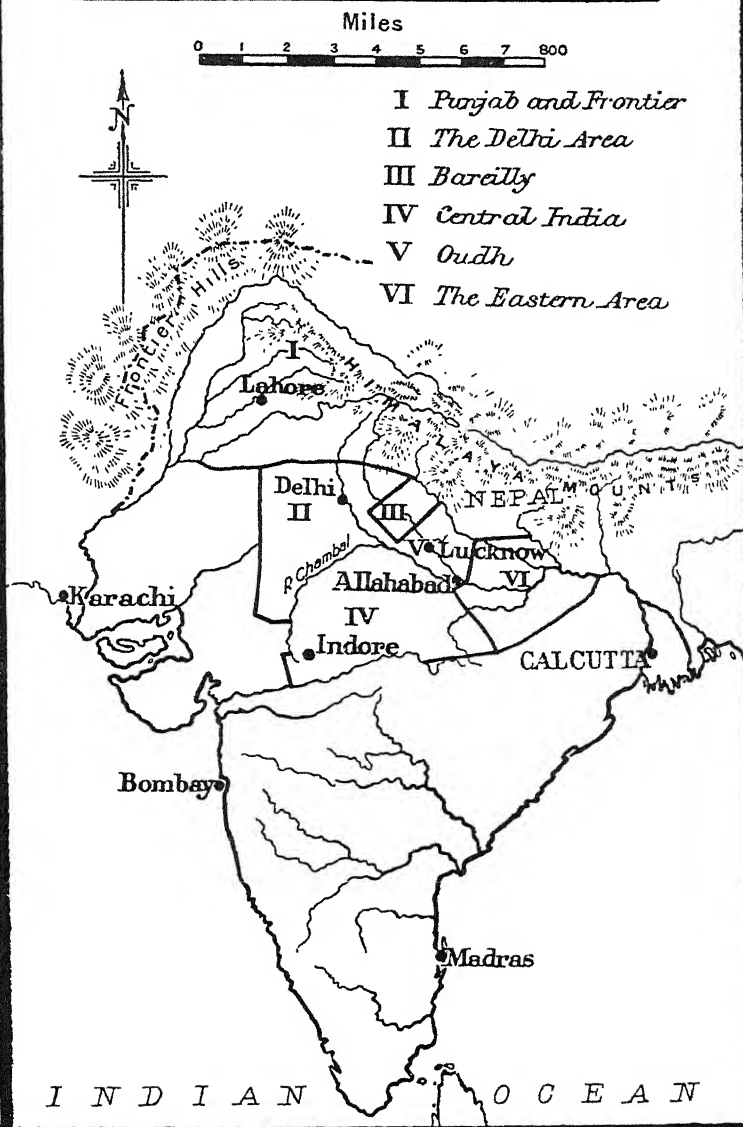 Miles
0 1 2 3 4 5 6 7 800
I Punjab and Frontier
II The Delhi Area
III Bareilly
IV Central India
V Oudh
VI The Eastern Area
N
Frontier Hills
I
Lahore
HIMALAYA MOUNTS
Delhi
II
III
NEPAL
V
Lucknow
R Chambal
Allahabad
VI
Karachi
IV
Indore
CALCUTTA
Bombay
Madras
INDIAN OCEAN